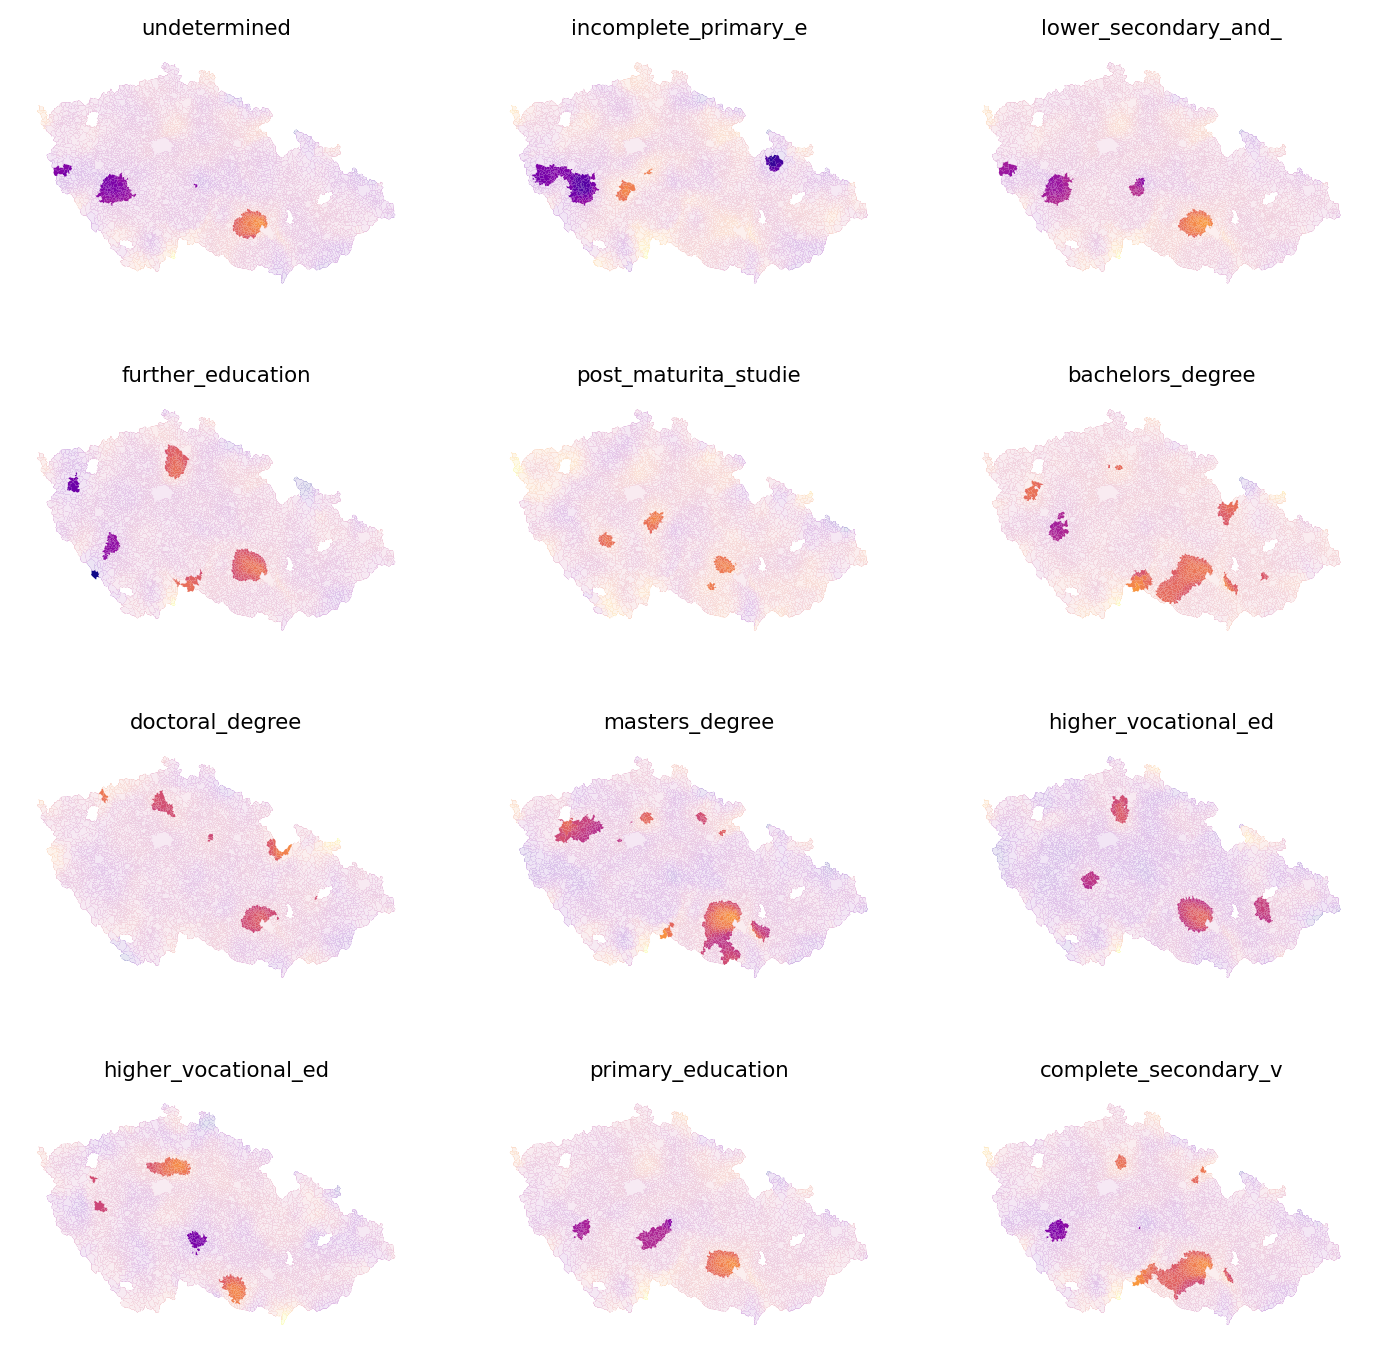 undetermined
incomplete_primary_e
lower_secondary_and_
further_education
post_maturita_studie
bachelors_degree
doctoral_degree
masters_degree
higher_vocational_ed
higher_vocational_ed
primary_education
complete_secondary_v